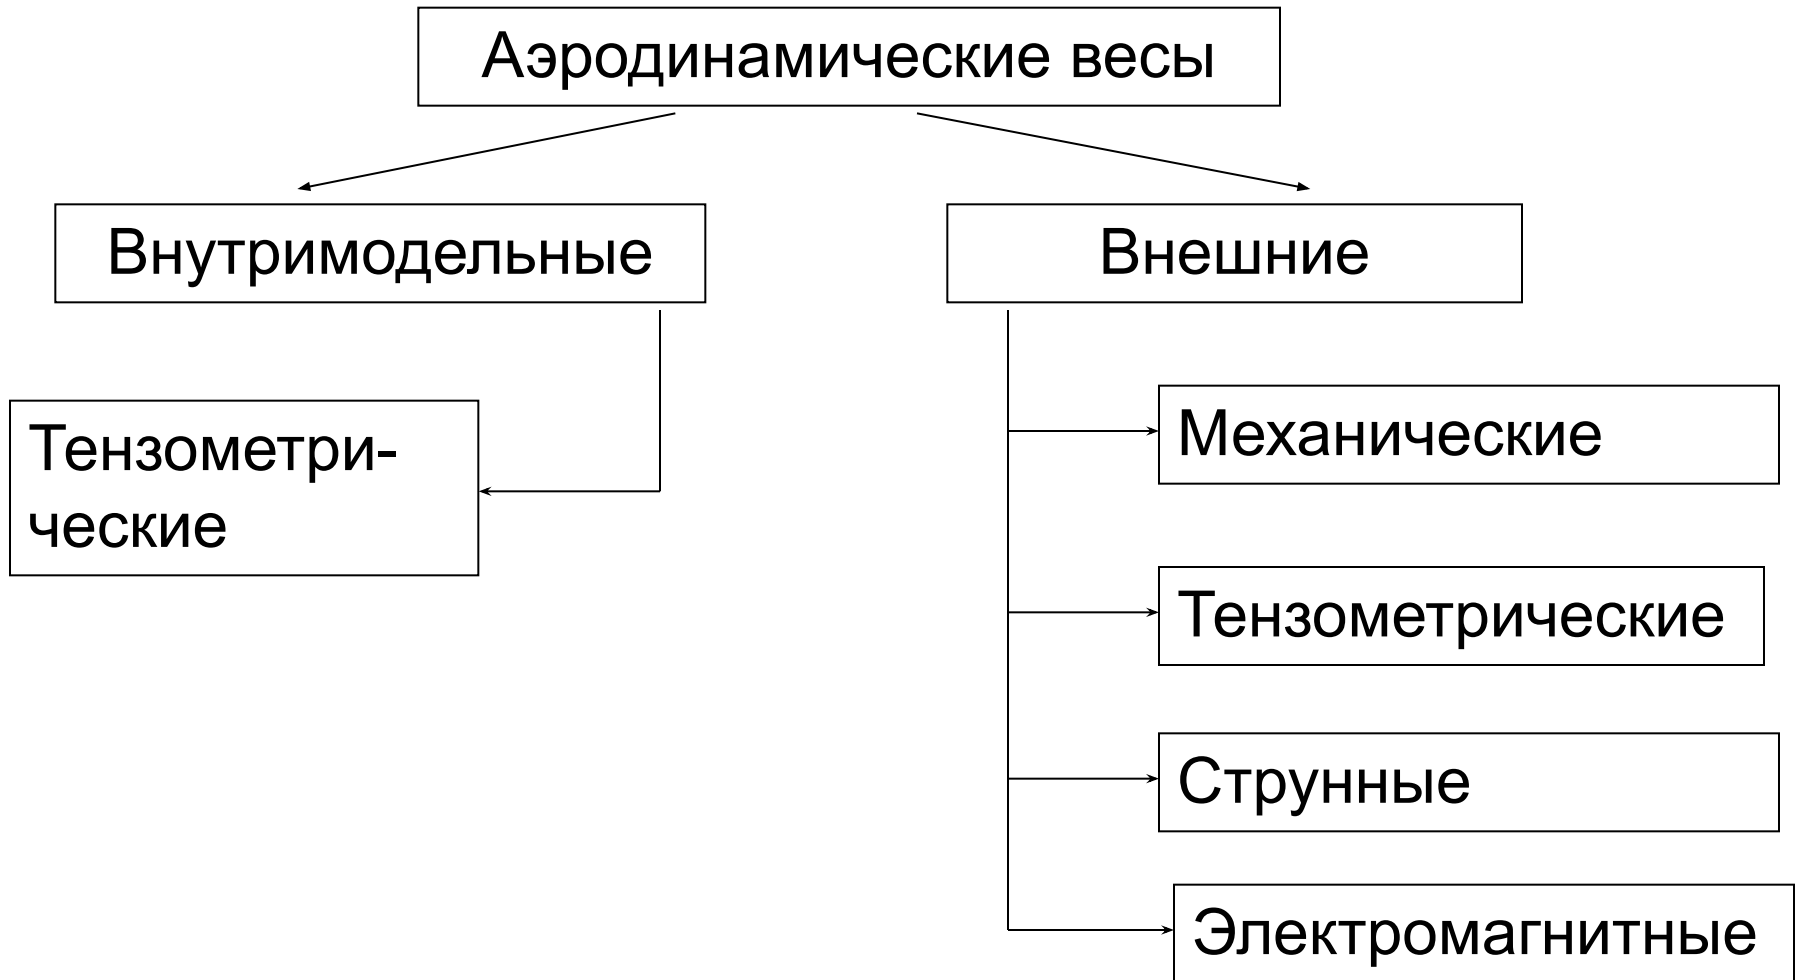 Аэродинамические весы
Внутримодельные
Внешние
Тензометри-
ческие
Механические
Тензометрические
Струнные
Электромагнитные